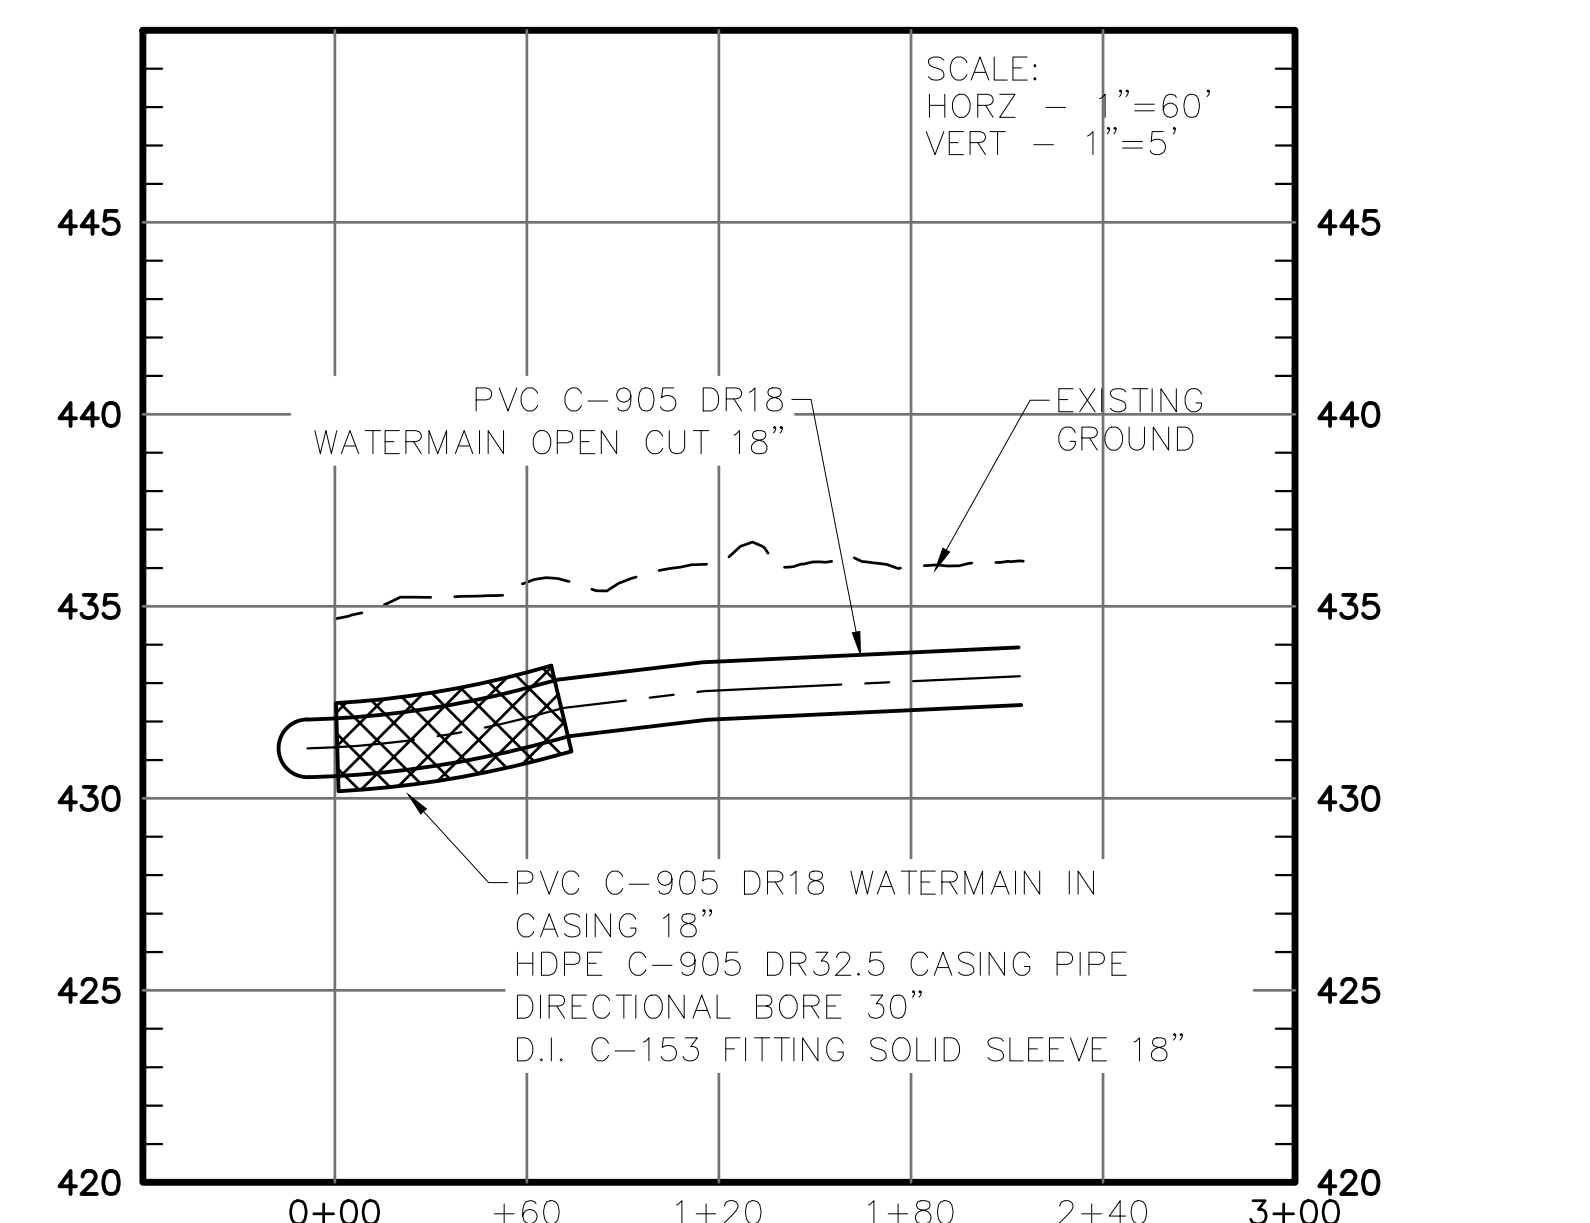 SCALE:
HORZ - 1"=60'
VERT - 1"=5'
445 445
PVC C-905 DR18
WATERMAIN OPEN CUT 18"
EXISTING
GROUND
440 440
435 435
430 430
PVC C-905 DR18 WATERMAIN IN
CASING 18"
HDPE C-905 DR32.5 CASING PIPE
DIRECTIONAL BORE 30"
D.I. C-153 FITTING SOLID SLEEVE 18"
425 425
420 420
0+00 +60 1+20 1+80 2+40 3+00